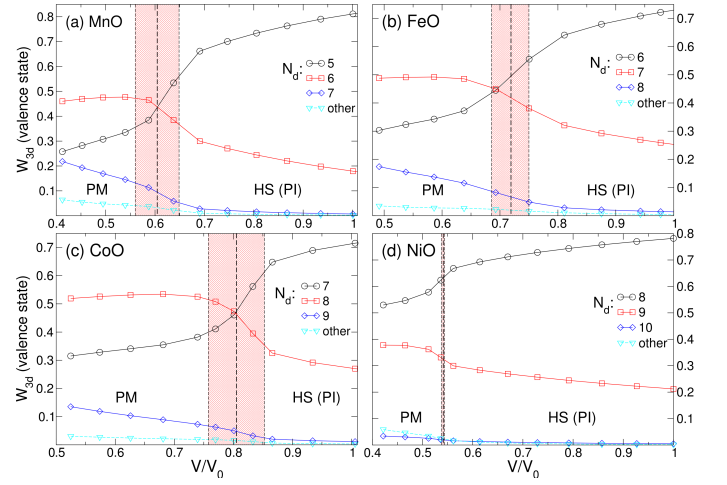 (a) MnO
N_d:
5
6
7
other
PM
HS (PI)
0.8
0.7
0.6
0.5
0.4
0.3
0.2
0.1
0.4 0.5 0.6 0.7 0.8 0.9 1
W_3d (valence state)
(b) FeO
N_d:
6
7
8
other
PM
HS (PI)
0.7
0.6
0.5
0.4
0.3
0.2
0.1
0.5 0.6 0.7 0.8 0.9 1
(c) CoO
N_d:
7
8
9
other
PM
HS (PI)
0.7
0.6
0.5
0.4
0.3
0.2
0.1
0.5 0.6 0.7 0.8 0.9 1
W_3d (valence state)
V/V_0
(d) NiO
N_d:
8
9
10
other
PM
HS (PI)
0.7
0.6
0.5
0.4
0.3
0.2
0.1
0.4 0.5 0.6 0.7 0.8 0.9 1
V/V_0